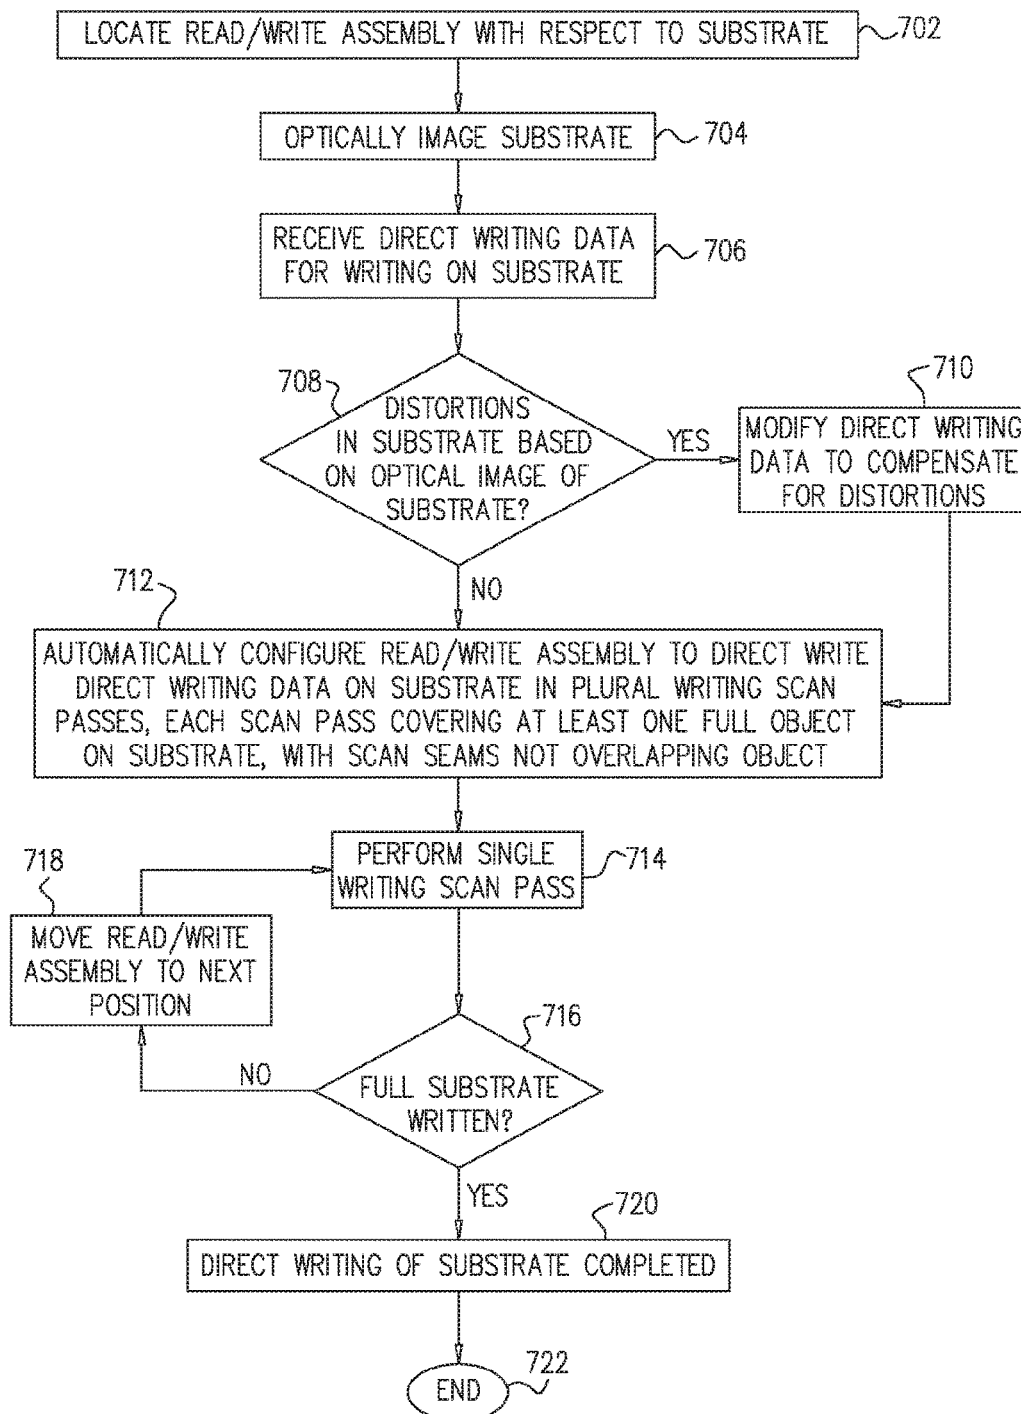 LOCATE READ/WRITE ASSEMBLY WITH RESPECT TO SUBSTRATE
702
OPTICALLY IMAGE SUBSTRATE
704
RECEIVE DIRECT WRITING DATA
FOR WRITING ON SUBSTRATE
706
708
DISTORTIONS
IN SUBSTRATE BASED
ON OPTICAL IMAGE OF
SUBSTRATE?
YES
710
MODIFY DIRECT WRITING
DATA TO COMPENSATE
FOR DISTORTIONS
NO
712
AUTOMATICALLY CONFIGURE READ/WRITE ASSEMBLY TO DIRECT WRITE
DIRECT WRITING DATA ON SUBSTRATE IN PLURAL WRITING SCAN
PASSES, EACH SCAN PASS COVERING AT LEAST ONE FULL OBJECT
ON SUBSTRATE, WITH SCAN SEAMS NOT OVERLAPPING OBJECT
PERFORM SINGLE
WRITING SCAN PASS
714
718
MOVE READ/WRITE
ASSEMBLY TO NEXT
POSITION
716
NO
FULL SUBSTRATE
WRITTEN?
YES
720
DIRECT WRITING OF SUBSTRATE COMPLETED
END
722